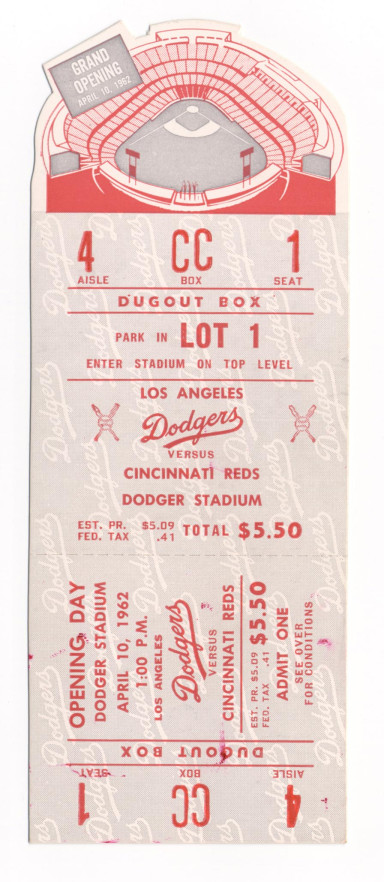 GRAND
OPENING
APRIL 10, 1962
4 CC 1
AISLE BOX SEAT
DUGOUT BOX
PARK IN LOT 1
ENTER STADIUM ON TOP LEVEL
LOS ANGELES
Dodgers
VERSUS
CINCINNATI REDS
DODGER STADIUM
EST. PR. $5.09
FED. TAX .41
TOTAL $5.50
OPENING DAY
DODGER STADIUM
APRIL 10, 1962
1:00 P.M.
LOS ANGELES
Dodgers
VERSUS
CINCINNATI REDS
EST. PR. $5.09
FED. TAX .41
$5.50
ADMIT ONE
SEE OVER
FOR CONDITIONS
DUGOUT BOX
AISLE BOX SEAT
4 CC 1